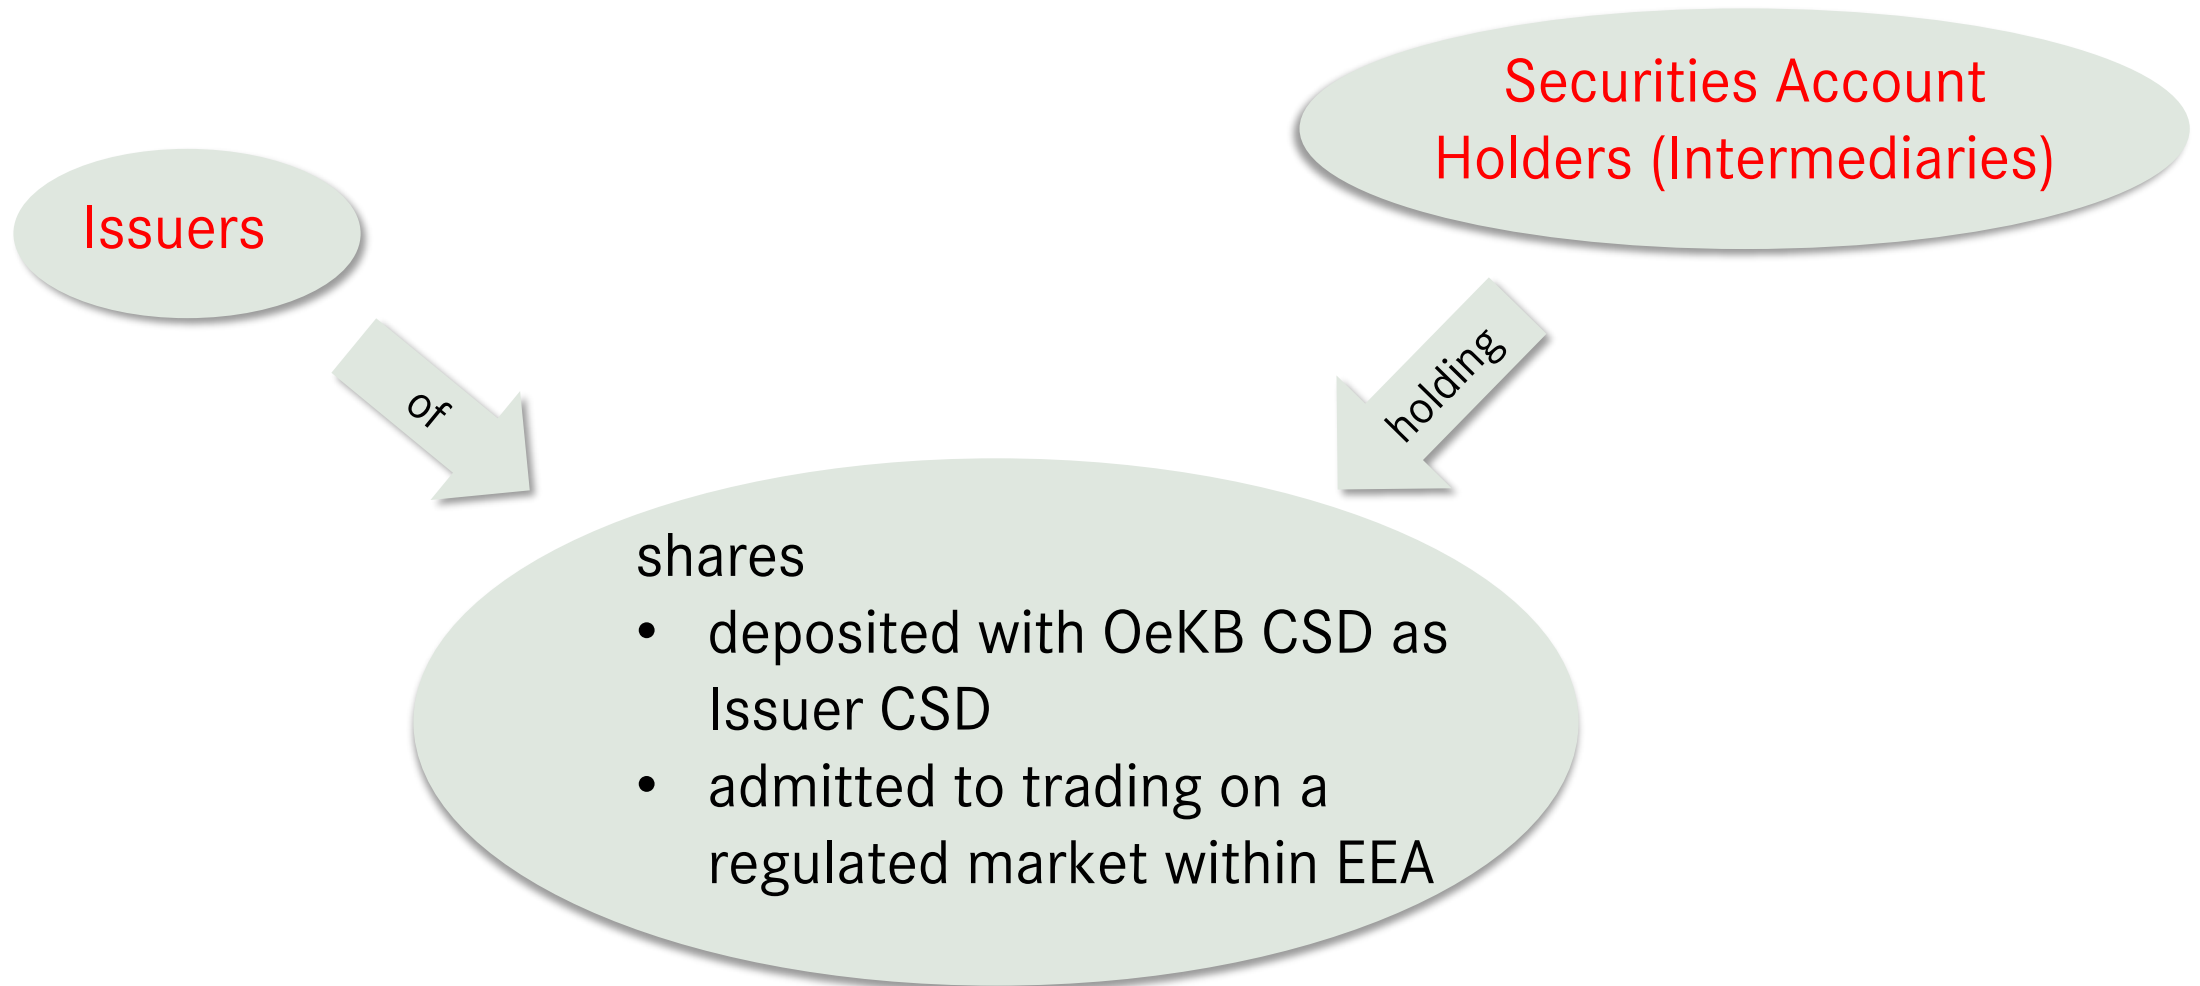 Securities Account
Holders (Intermediaries)
Issuers
of
holding
shares
• deposited with OeKB CSD as
Issuer CSD
• admitted to trading on a
regulated market within EEA